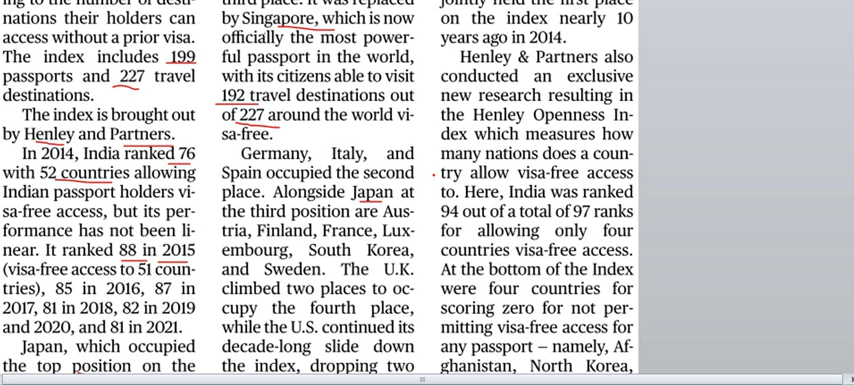 ing to the number of desti-
nations their holders can
access without a prior visa.
The index includes 199
passports and 227 travel
destinations.
The index is brought out
by Henley and Partners.
In 2014, India ranked 76
with 52 countries allowing
Indian passport holders vi-
sa-free access, but its per-
formance has not been li-
near. It ranked 88 in 2015
(visa-free access to 51 coun-
tries), 85 in 2016, 87 in
2017, 81 in 2018, 82 in 2019
and 2020, and 81 in 2021.
Japan, which occupied
the top position on the
third place. It was replaced
by Singapore, which is now
officially the most power-
ful passport in the world,
with its citizens able to visit
192 travel destinations out
of 227 around the world vi-
sa-free.
Germany, Italy, and
Spain occupied the second
place. Alongside Japan at
the third position are Aus-
tria, Finland, France, Lux-
embourg, South Korea,
and Sweden. The U.K.
climbed two places to oc-
cupy the fourth place,
while the U.S. continued its
decade-long slide down
the index, dropping two
jointly held the first place
on the index nearly 10
years ago in 2014.
Henley & Partners also
conducted an exclusive
new research resulting in
the Henley Openness In-
dex which measures how
many nations does a coun-
try allow visa-free access
to. Here, India was ranked
94 out of a total of 97 ranks
for allowing only four
countries visa-free access.
At the bottom of the Index
were four countries for
scoring zero for not per-
mitting visa-free access for
any passport – namely, Af-
ghanistan, North Korea,